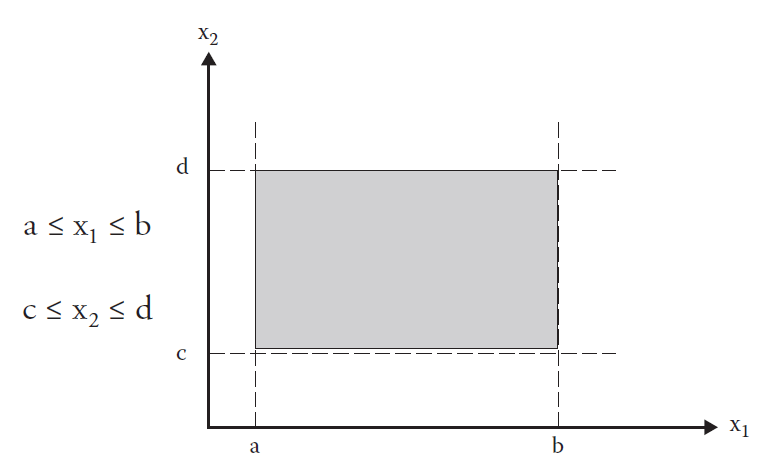 x₂
d
a ≤ x₁ ≤ b
c ≤ x₂ ≤ d
c
x₁
a b